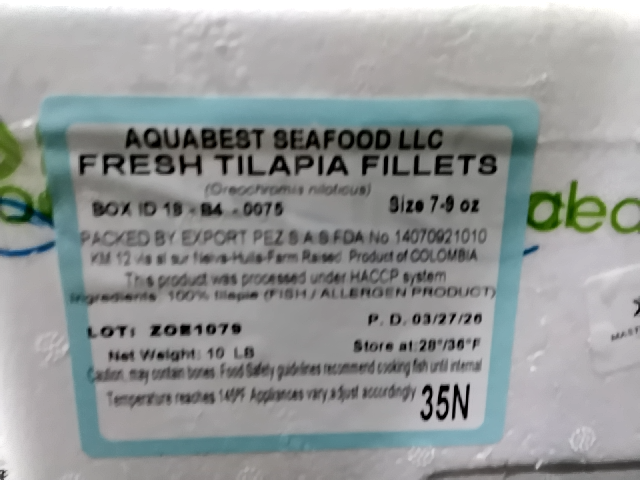 AQUABEST SEAFOOD LLC
FRESH TILAPIA FILLETS
(Oreochromis niloticus)
BOX ID 18 - B4 - 0075 Size 7-9 oz
PACKED BY EXPORT PEZ S.A.S FDA No 14070921010
KM 12 via al sur Neiva-Huila-Farm Raised. Product of COLOMBIA
This product was processed under HACCP system
Ingredients: 100% tilapia (FISH / ALLERGEN PRODUCT)
LOT: P. D. 03/27/26
Net Weight: 10 LB Store at:28°/36°F
Caution, may contain bones. Food Safety guidelines recommend cooking fish until internal
Temperature reaches 145ºF Appliances vary,adjust accordingly
35N